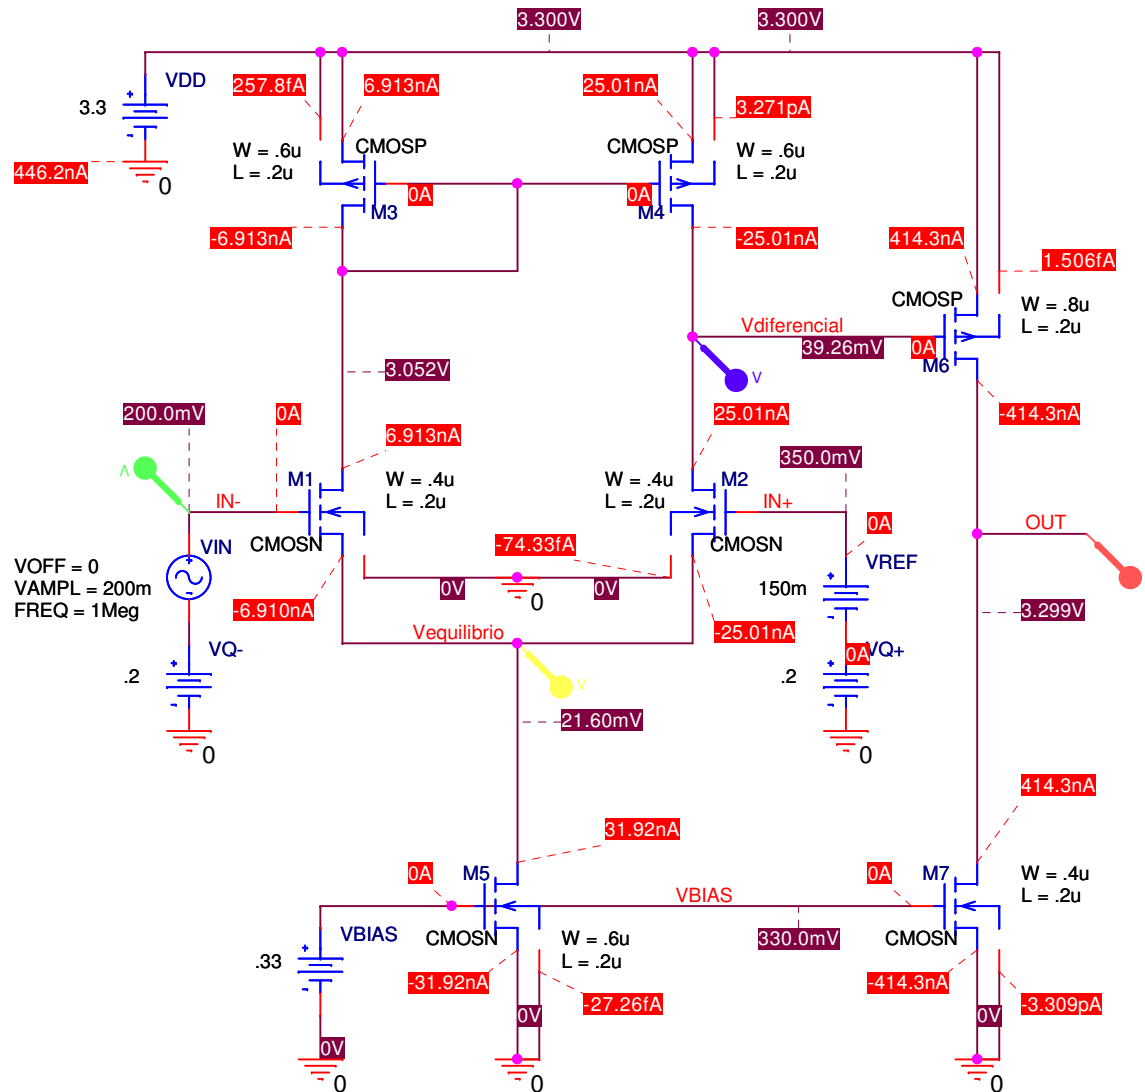 3.300V 3.300V
VDD
3.3
446.2nA
0
257.8fA 6.913nA
25.01nA 3.271pA
W = .6u
L = .2u
CMOSP
M3
0A
-6.913nA
CMOSP
W = .6u
L = .2u
0A
M4
-25.01nA
414.3nA
1.506fA
CMOSP
W = .8u
L = .2u
0A
M6
-414.3nA
Vdiferencial
39.26mV
V
3.052V
200.0mV
0A
6.913nA
V
IN-
M1
W = .4u
L = .2u
CMOSN
-6.910nA
25.01nA
350.0mV
W = .4u
L = .2u
M2
IN+
CMOSN
-74.33fA
-25.01nA
0V 0V
0
VIN
VOFF = 0
VAMPL = 200m
FREQ = 1Meg
VQ-
.2
0
0A
VREF
150m
0A
VQ+
.2
0
OUT
3.299V
Vequilibrio
V
21.60mV
31.92nA
0A
M5
CMOSN
W = .6u
L = .2u
-31.92nA
-27.26fA
0V
0
VBIAS
330.0mV
VBIAS
.33
0V
0
414.3nA
0A
M7
W = .4u
L = .2u
CMOSN
-414.3nA
-3.309pA
0V
0